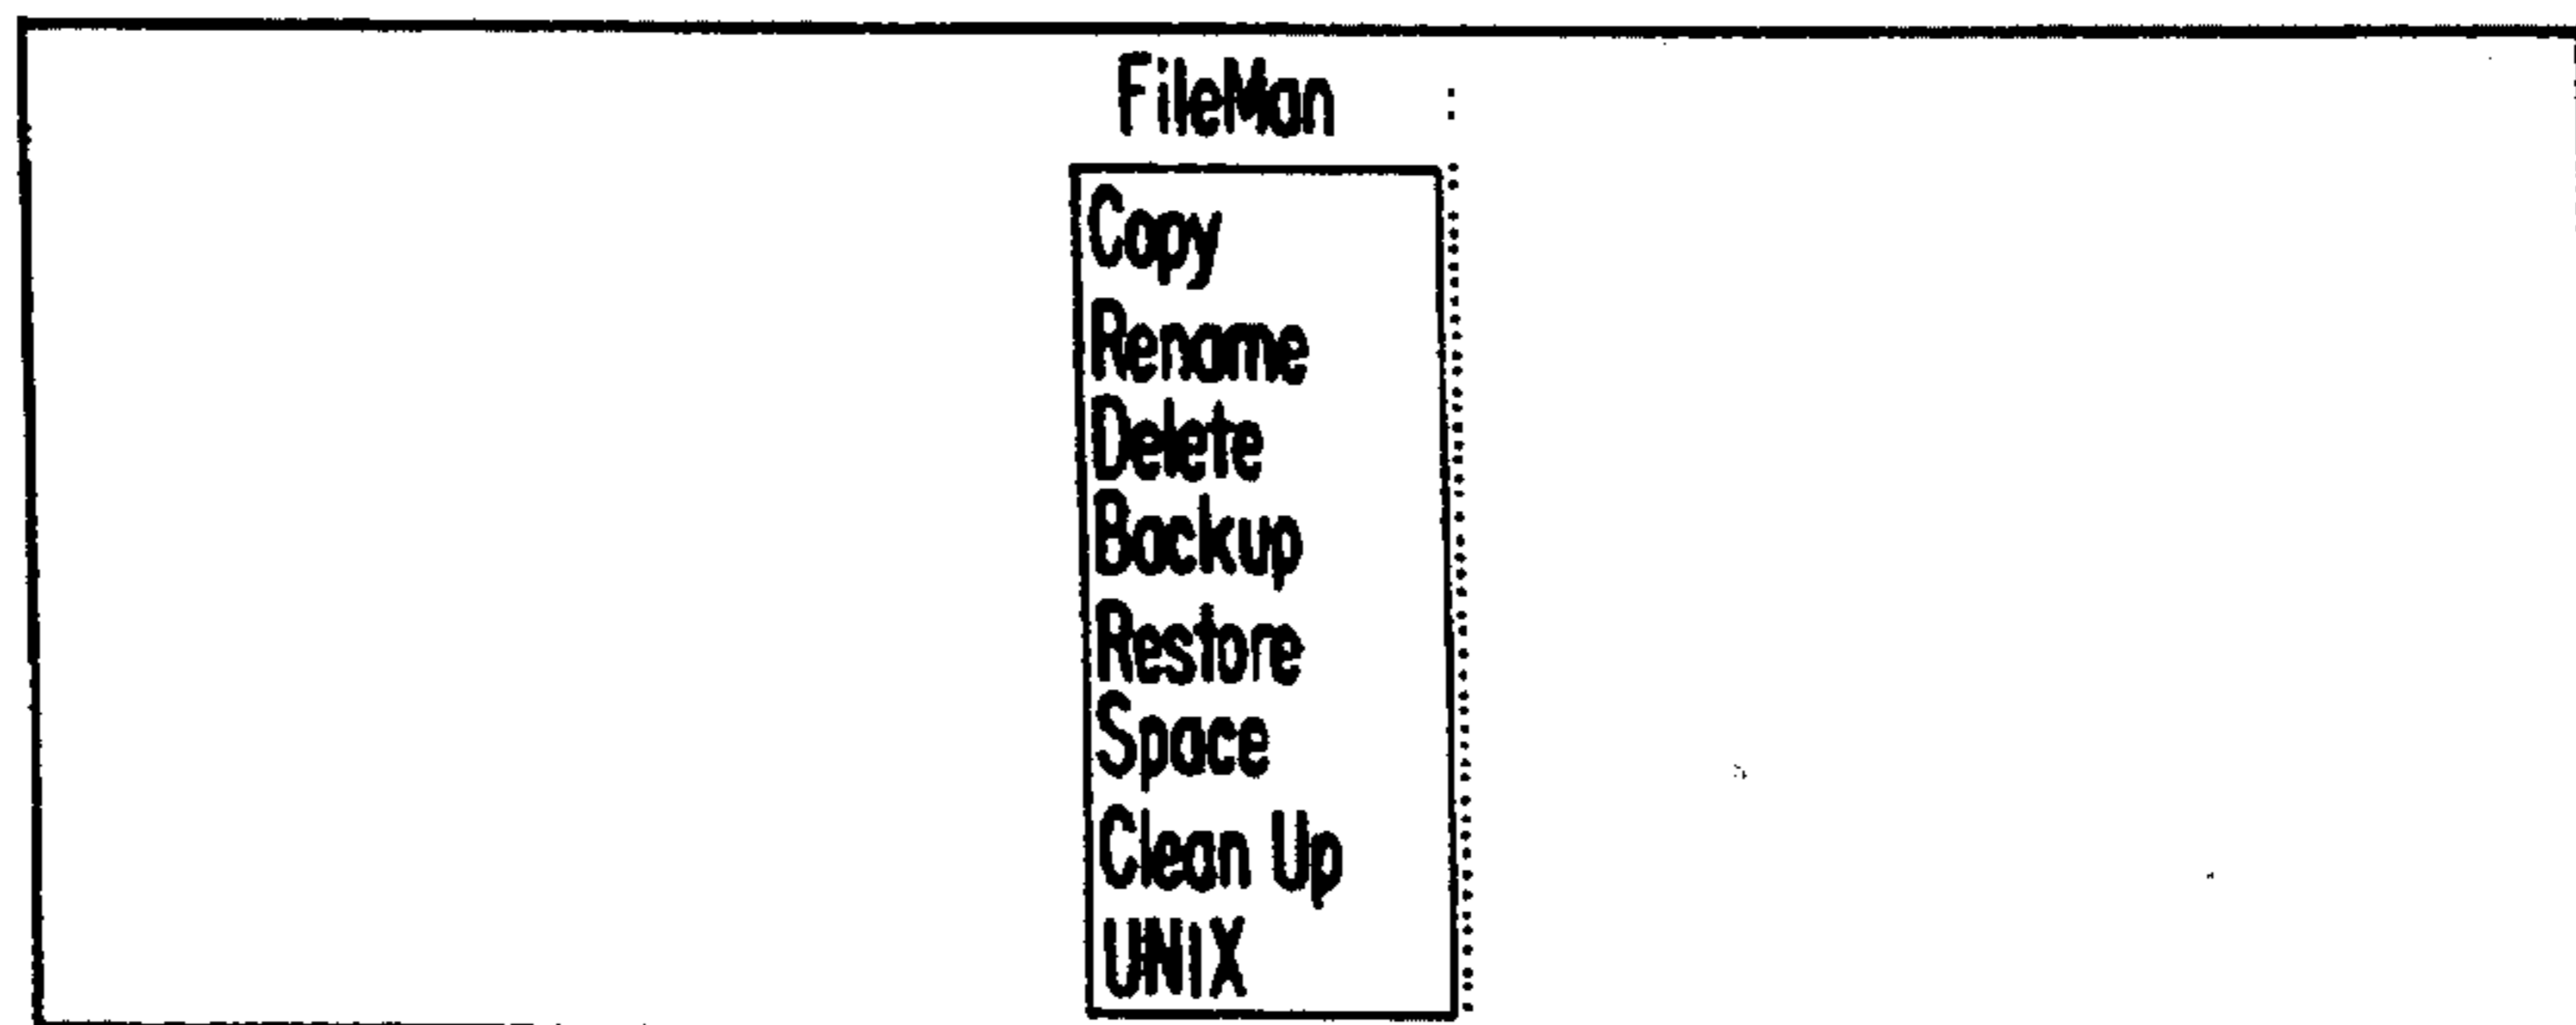 FileMan
Copy
Rename
Delete
Backup
Restore
Space
Clean Up
UNIX